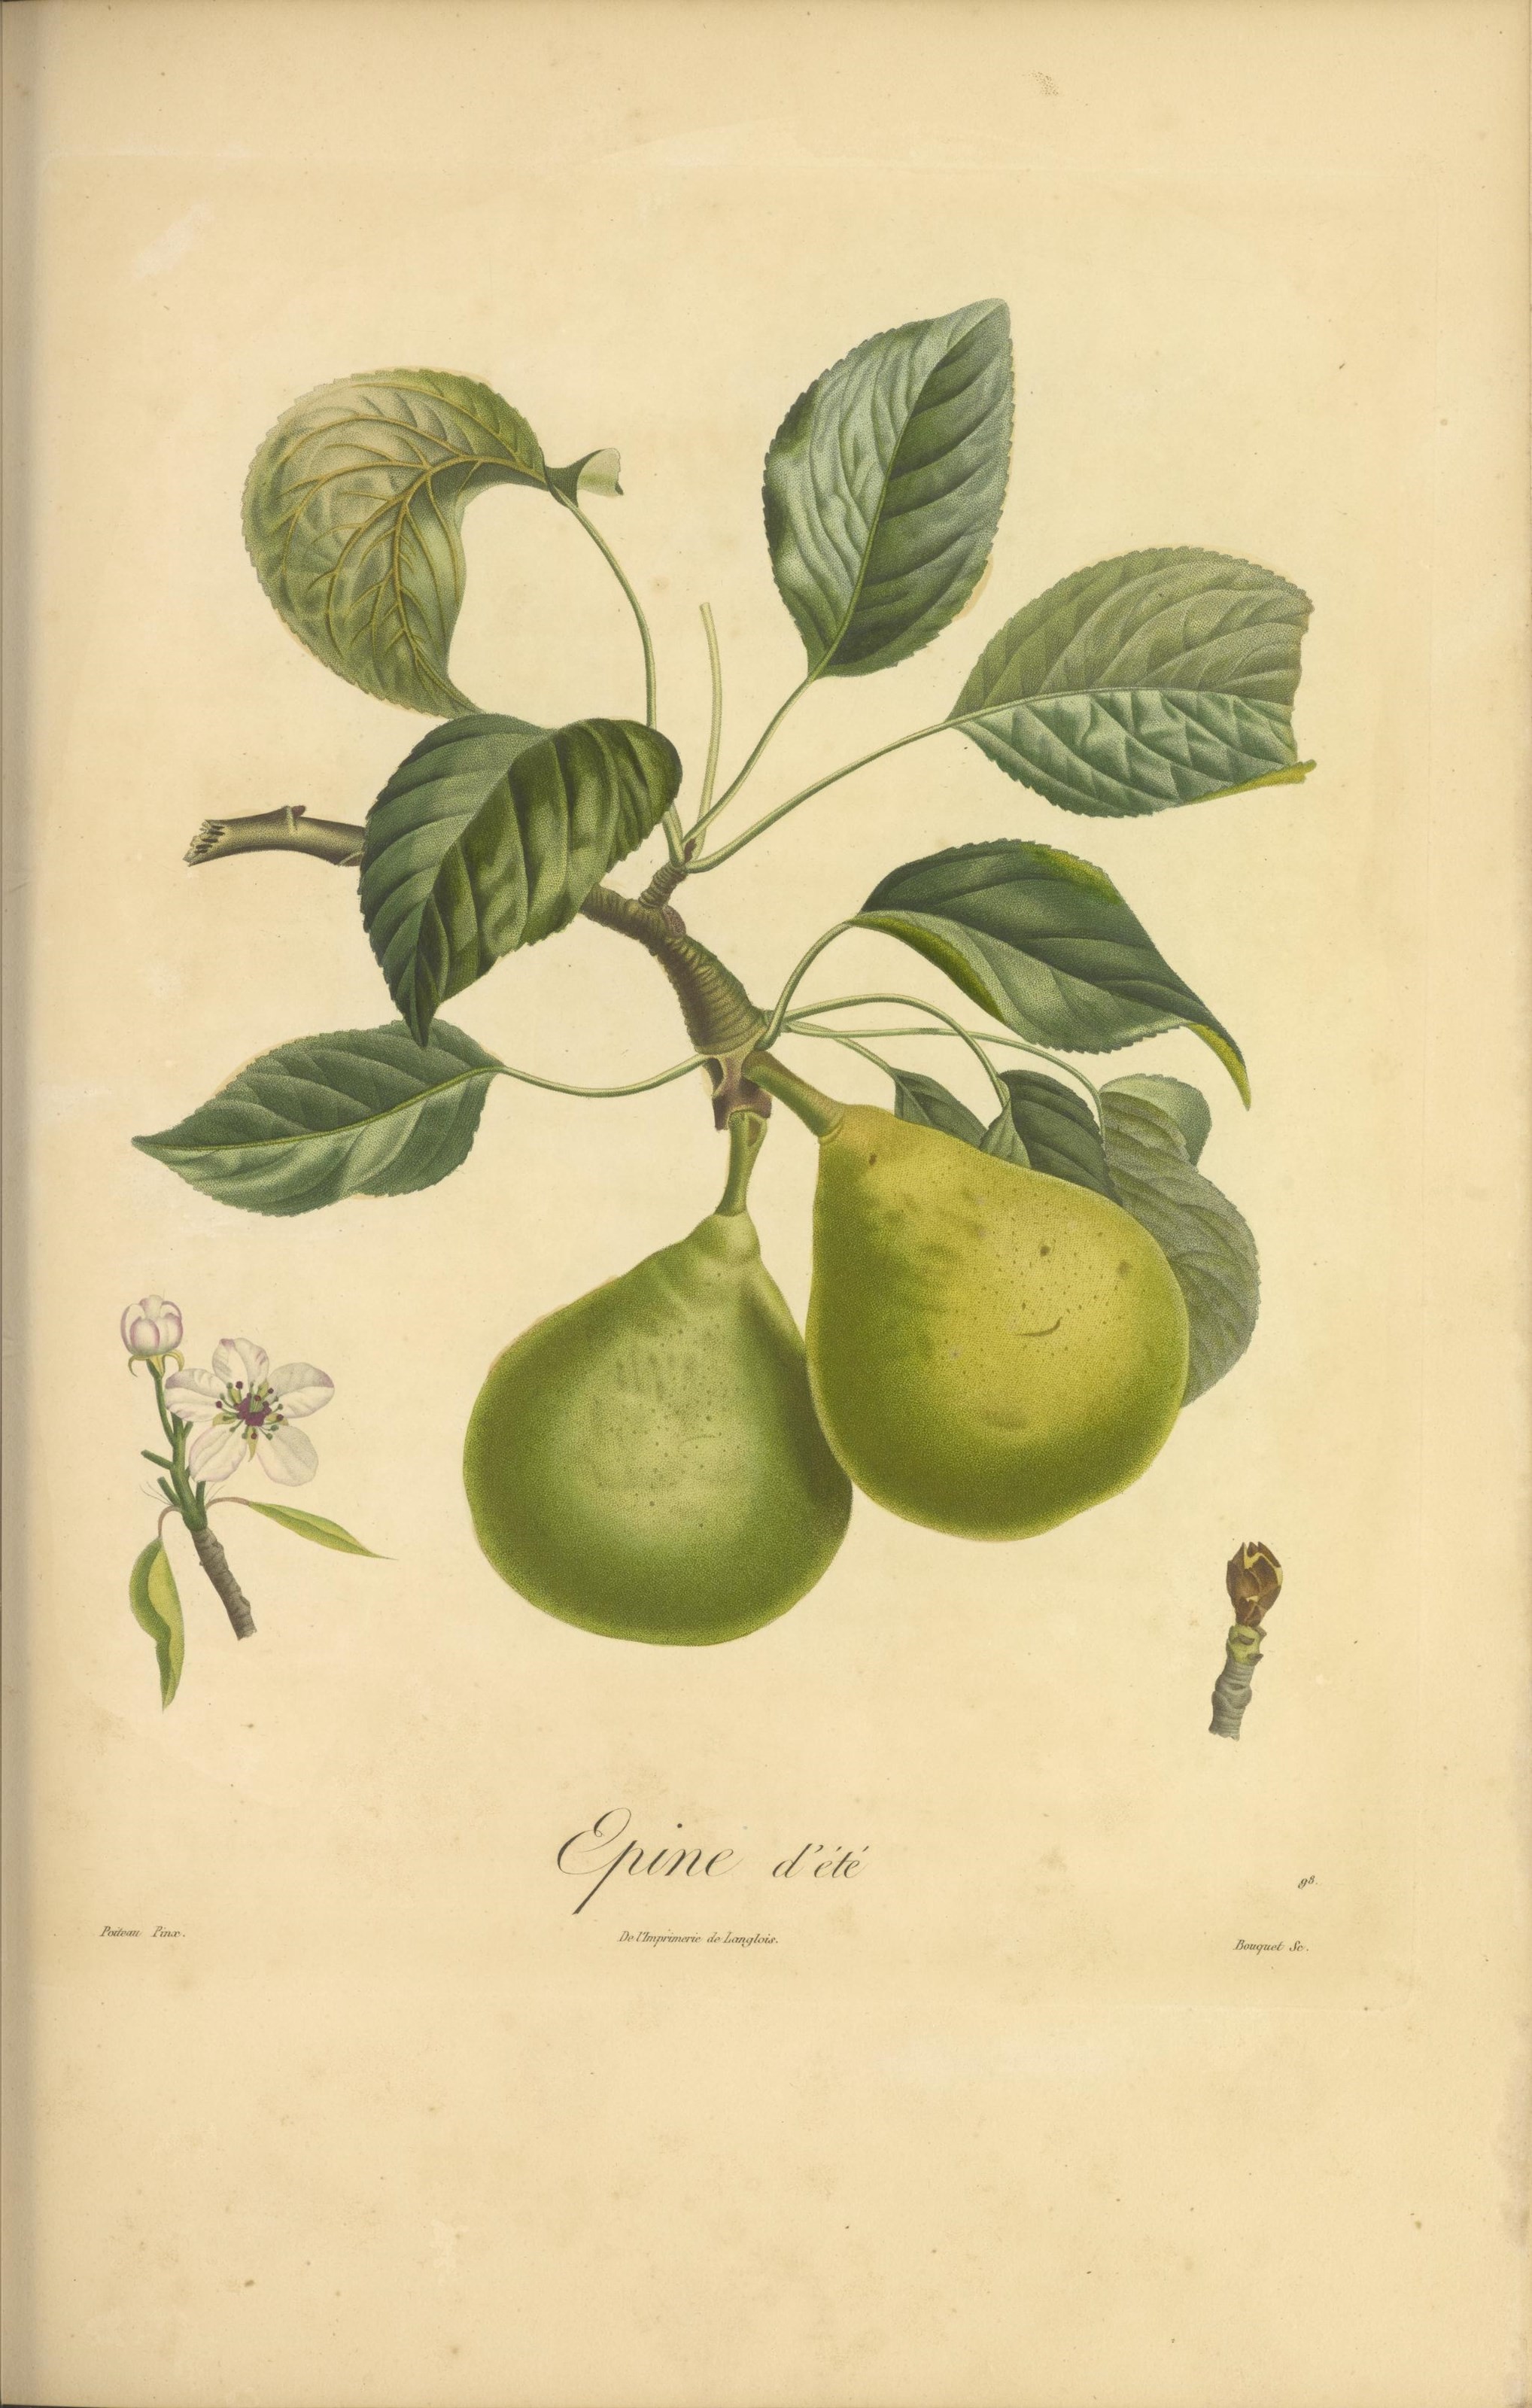 Epine d'été
98.
Poiteau Pinx.
De l'Imprimerie de Langlois.
Bouquet Sc.